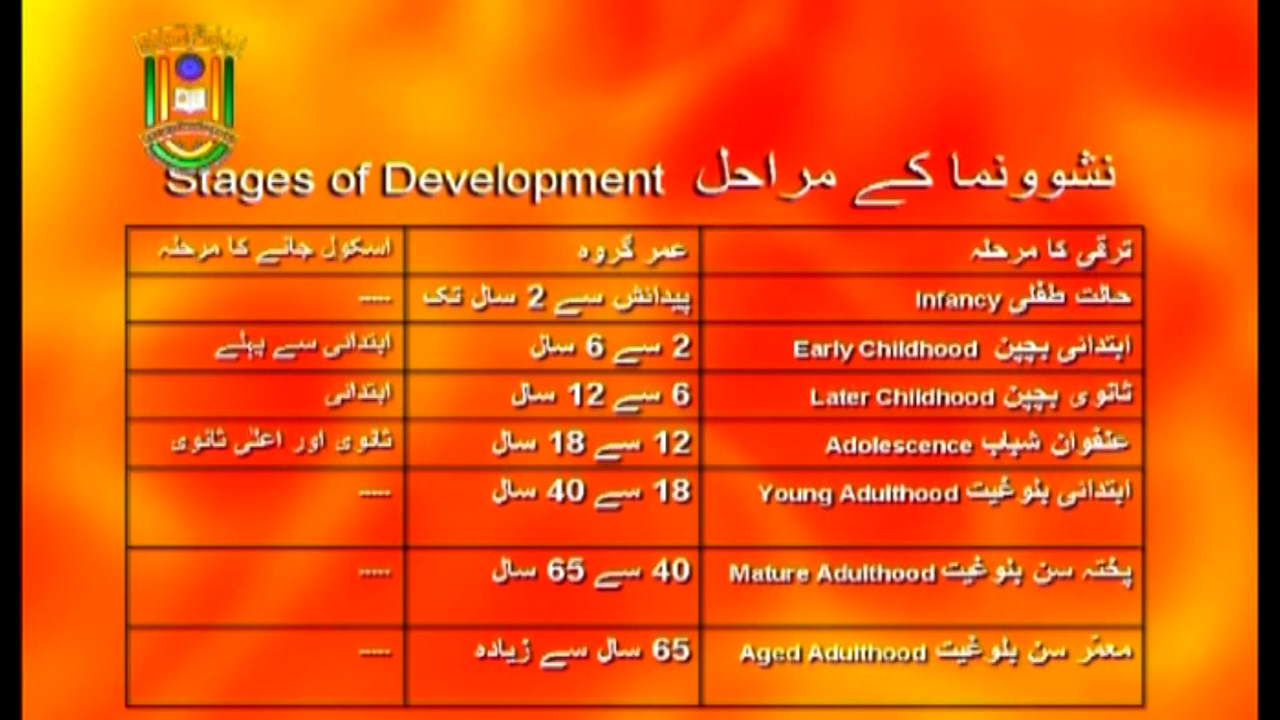 نشوونما کے مراحل Stages of Development
ترقی کا مرحلہ عمر گروہ اسکول جانے کا مرحلہ
حالت طفلی Infancy پیدائش سے 2 سال تک -----
ابتدائی بچپن Early Childhood 2 سے 6 سال ابتدائی سے پہلے
ثانوی بچپن Later Childhood 6 سے 12 سال ابتدائی
عنفوان شباب Adolescence 12 سے 18 سال ثانوی اور اعلٰی ثانوی
ابتدائی بلوغیت Young Adulthood 18 سے 40 سال -----
پختہ سن بلوغیت Mature Adulthood 40 سے 65 سال -----
معمّر سن بلوغیت Aged Adulthood 65 سال سے زیادہ -----